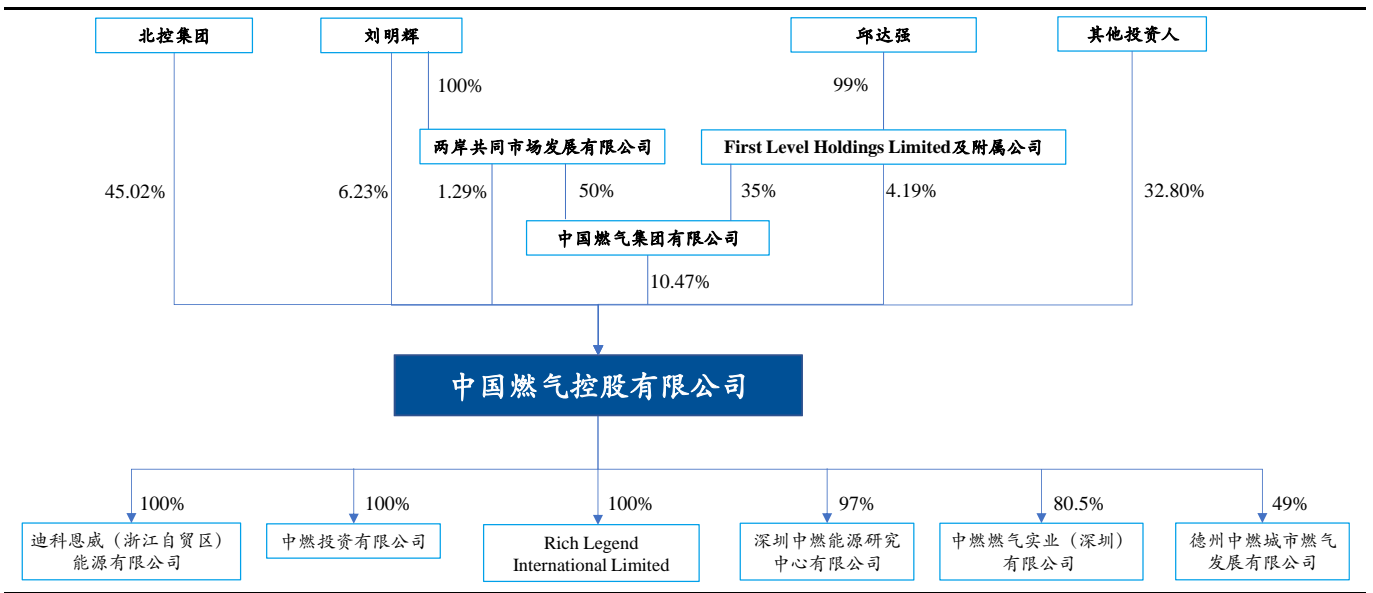 北控集团
刘明辉
邱达强
其他投资人
100%
99%
两岸共同市场发展有限公司
First Level Holdings Limited及附属公司
45.02%
6.23%
1.29%
50%
35%
4.19%
32.80%
中国燃气集团有限公司
10.47%
中国燃气控股有限公司
100%
100%
100%
97%
80.5%
49%
迪科恩威（浙江自贸区）
能源有限公司
中燃投资有限公司
Rich Legend
International Limited
深圳中燃能源研究
中心有限公司
中燃燃气实业（深圳）
有限公司
德州中燃城市燃气
发展有限公司